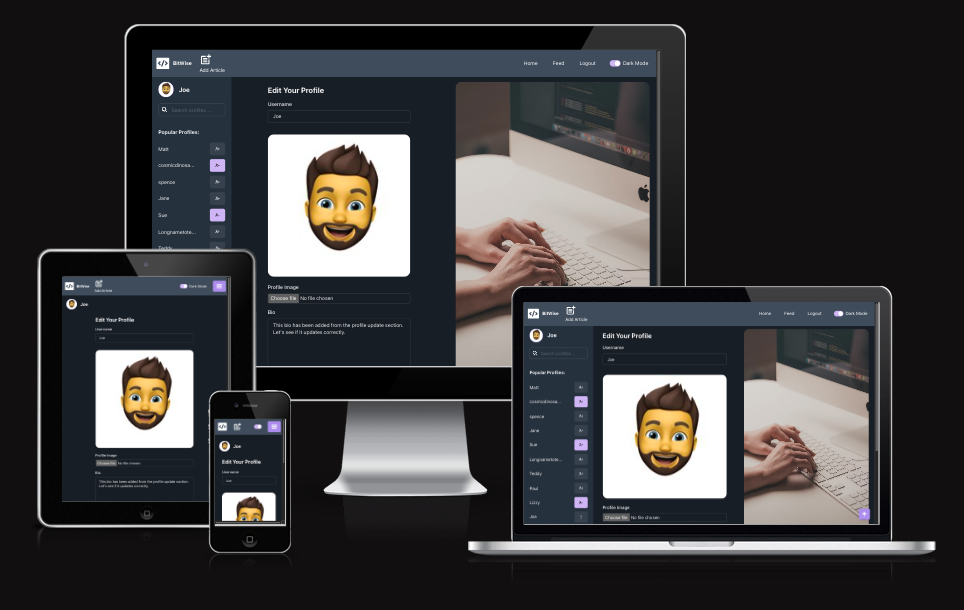 BitWise
Add Article
Home
Feed
Logout
Dark Mode
Joe
Search profiles ...
Popular Profiles:
Matt
cosmicdinosa...
spence
Jane
Sue
Longnametote...
Teddy
Edit Your Profile
Username
Joe
Profile Image
Choose file No file chosen
Bio
This bio has been added from the profile update section.
Let's see if it updates correctly.
BitWise
Add Article
Dark Mode
Joe
Edit Your Profile
Username
Joe
Profile Image
Choose file No file chosen
Bio
This bio has been added from the profile update section.
Let's see if it updates correctly.
Joe
Edit Your Profile
Username
Joe
BitWise
Add Article
Home
Feed
Logout
Dark Mode
Joe
Search profiles ...
Popular Profiles:
Matt
cosmicdinosa...
spence
Jane
Sue
Longnametote...
Teddy
Paul
Lizzy
Joe
Edit Your Profile
Username
Joe
Profile Image
Choose file No file chosen